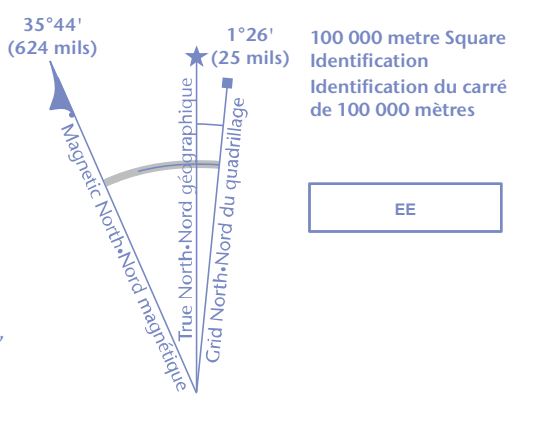 35°44'
(624 mils)
1°26'
(25 mils)
Magnetic North•Nord magnétique
True North•Nord géographique
Grid North•Nord du quadrillage
100 000 metre Square
Identification
Identification du carré
de 100 000 mètres
EE